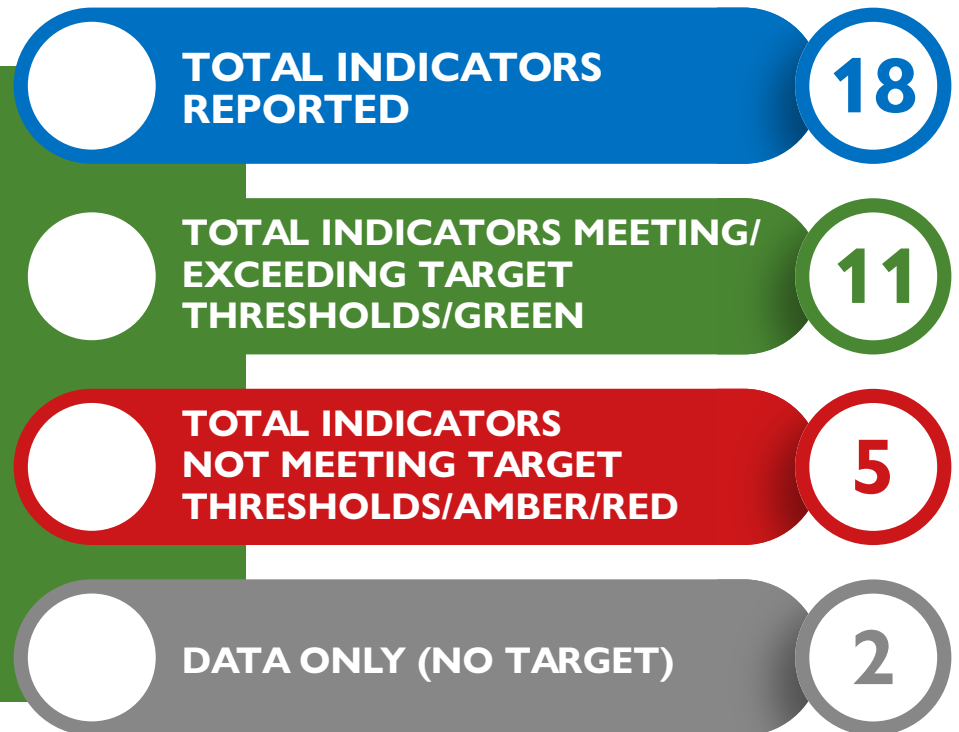 TOTAL INDICATORS
REPORTED
18
TOTAL INDICATORS MEETING/
EXCEEDING TARGET
THRESHOLDS/GREEN
11
TOTAL INDICATORS
NOT MEETING TARGET
THRESHOLDS/AMBER/RED
5
DATA ONLY (NO TARGET)
2